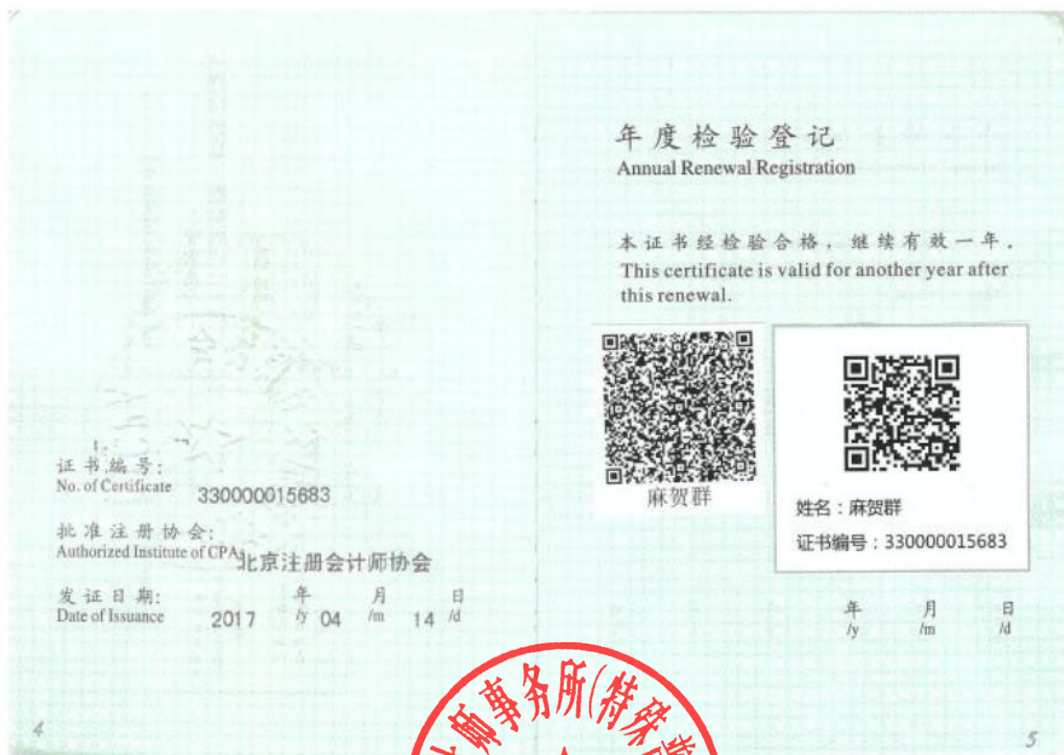 证书编号:
No. of Certificate
330000015683
批准注册协会:
Authorized Institute of CPAs
北京注册会计师协会
发证日期:
Date of Issuance
2017 年 04 月 14 日
/y /m /d
4
年度检验登记
Annual Renewal Registration
本证书经检验合格，继续有效一年.
This certificate is valid for another year after
this renewal.
麻贺群
姓名：麻贺群
证书编号：330000015683
年 月 日
/y /m /d
5
师事务所(特殊